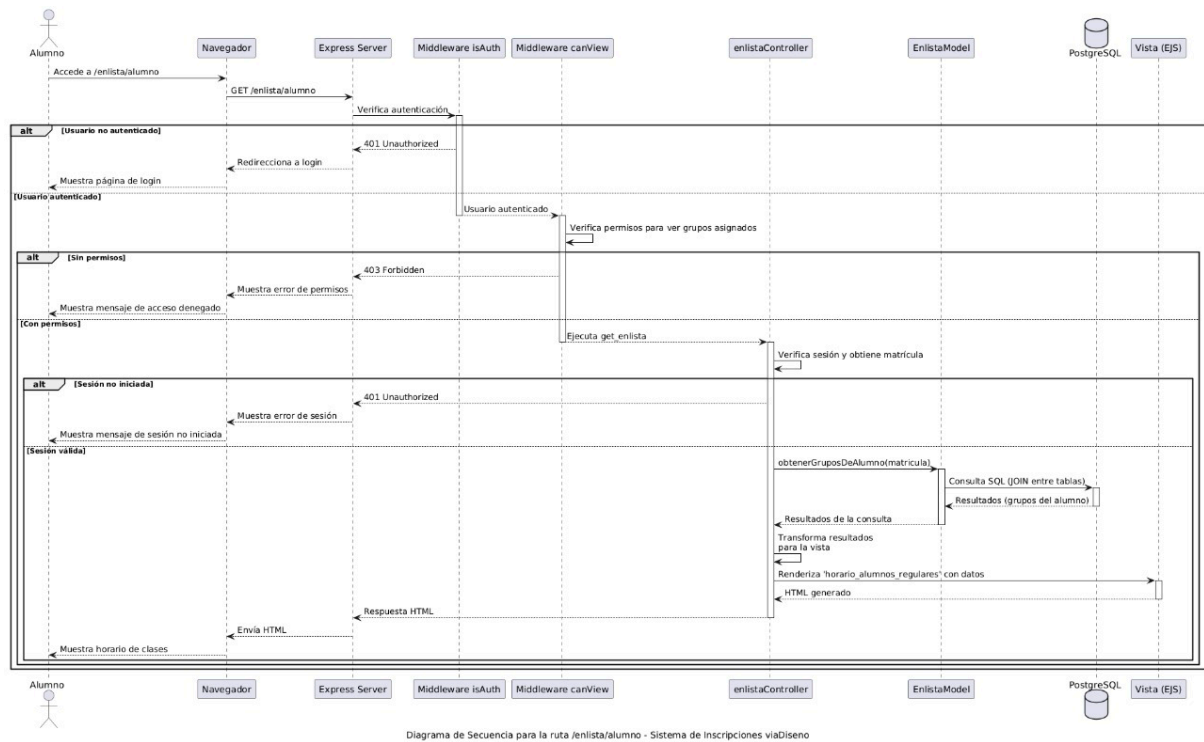 Alumno
Navegador
Express Server
Middleware isAuth
Middleware canView
enlistaController
EnlistaModel
PostgreSQL
Vista (EJS)
Accede a /enlista/alumno
GET /enlista/alumno
Verifica autenticación
alt [Usuario no autenticado]
401 Unauthorized
Redirecciona a login
Muestra página de login
[Usuario autenticado]
Usuario autenticado
Verifica permisos para ver grupos asignados
alt [Sin permisos]
403 Forbidden
Muestra error de permisos
Muestra mensaje de acceso denegado
[Con permisos]
Ejecuta get_enlista
Verifica sesión y obtiene matrícula
alt [Sesión no iniciada]
401 Unauthorized
Muestra error de sesión
Muestra mensaje de sesión no iniciada
[Sesión válida]
obtenerGruposDeAlumno(matricula)
Consulta SQL (JOIN entre tablas)
Resultados (grupos del alumno)
Resultados de la consulta
Transforma resultados
para la vista
Renderiza 'horario_alumnos_regulares' con datos
HTML generado
Respuesta HTML
Envía HTML
Muestra horario de clases
Alumno
Navegador
Express Server
Middleware isAuth
Middleware canView
enlistaController
EnlistaModel
PostgreSQL
Vista (EJS)
Diagrama de Secuencia para la ruta /enlista/alumno - Sistema de Inscripciones viaDiseno